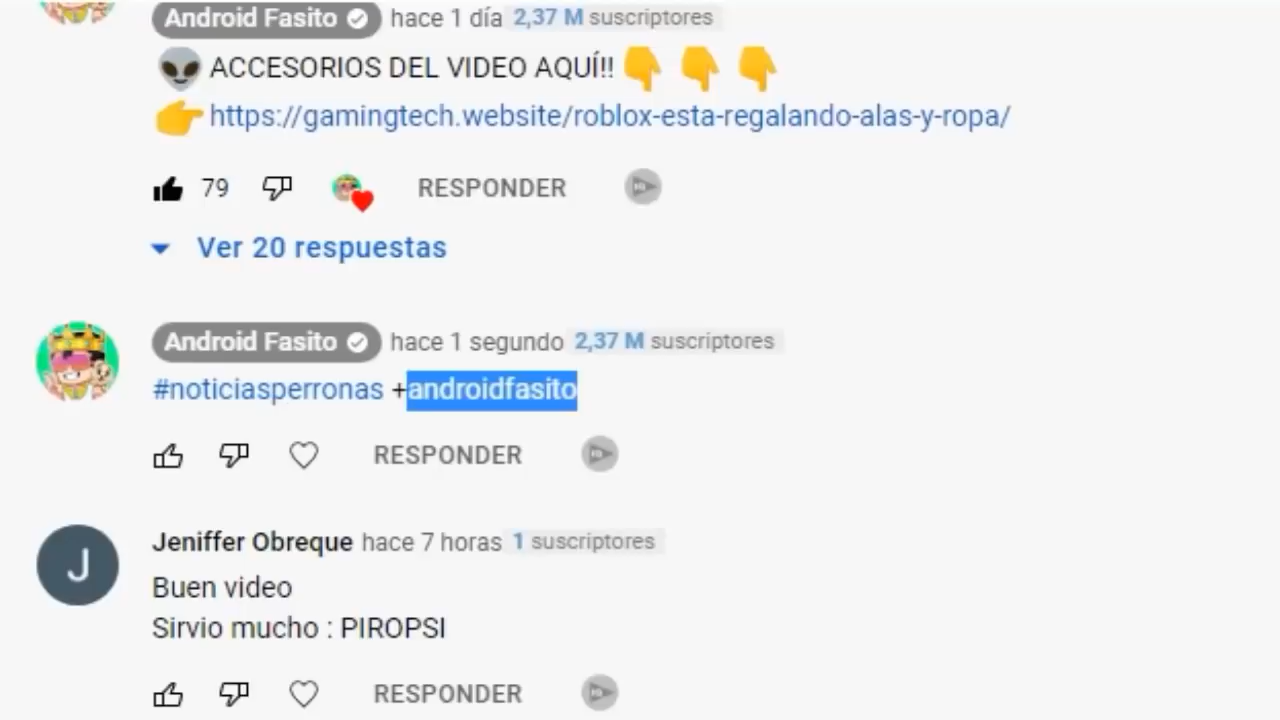 Android Fasito hace 1 día 2,37 M suscriptores
ACCESORIOS DEL VIDEO AQUÍ!!
https://gamingtech.website/roblox-esta-regalando-alas-y-ropa/
79 RESPONDER
Ver 20 respuestas
Android Fasito hace 1 segundo 2,37 M suscriptores
#noticiasperronas +androidfasito
RESPONDER
J Jeniffer Obreque hace 7 horas 1 suscriptores
Buen video
Sirvio mucho : PIROPSI
RESPONDER